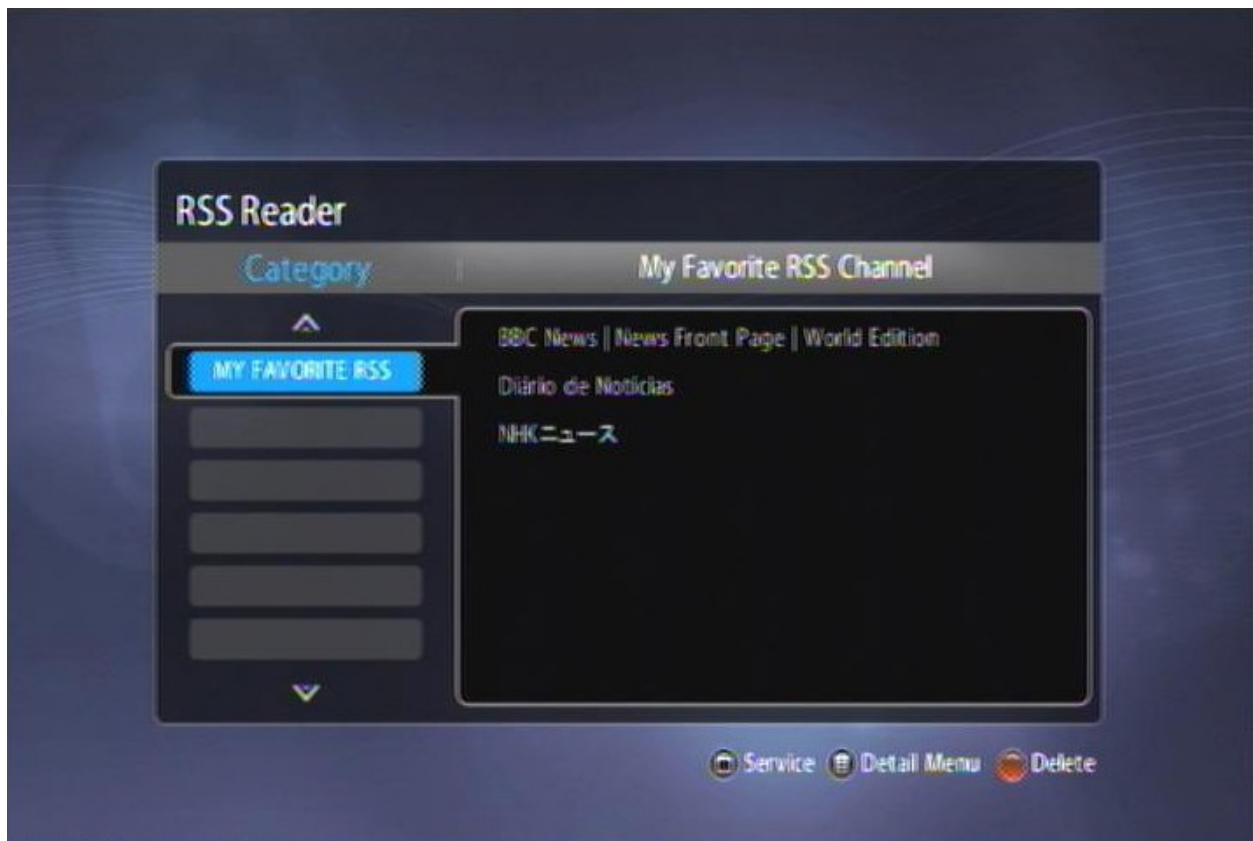 RSS Reader
Category
My Favorite RSS Channel
MY FAVORITE RSS
BBC News | News Front Page | World Edition
Diário de Notícias
NHKニュース
Service
Detail Menu
Delete